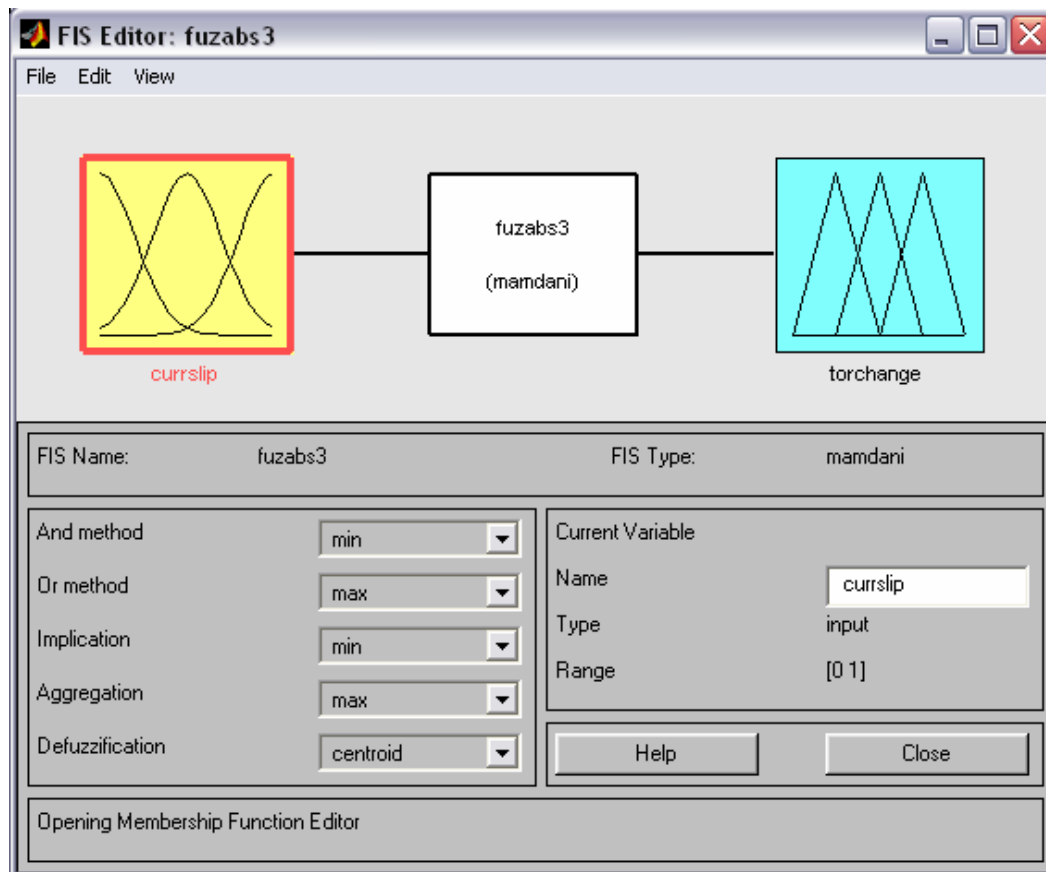 FIS Editor: fuzabs3
File Edit View
fuzabs3
(mamdani)
currslip
torchange
FIS Name: fuzabs3 FIS Type: mamdani
And method min
Or method max
Implication min
Aggregation max
Defuzzification centroid
Current Variable
Name currslip
Type input
Range [0 1]
Help Close
Opening Membership Function Editor